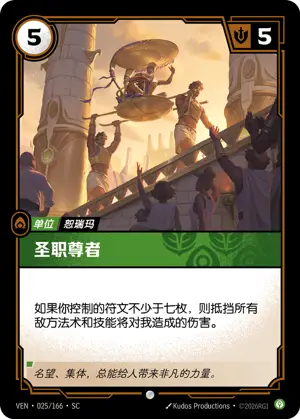 5
5
单位 恕瑞玛
圣职尊者
如果你控制的符文不少于七枚，则抵挡所有
敌方法术和技能将对我造成的伤害。
名望、集体，总能给人带来非凡的力量。
VEN • 025/166 • SC Kudos Productions • ©2026RGI